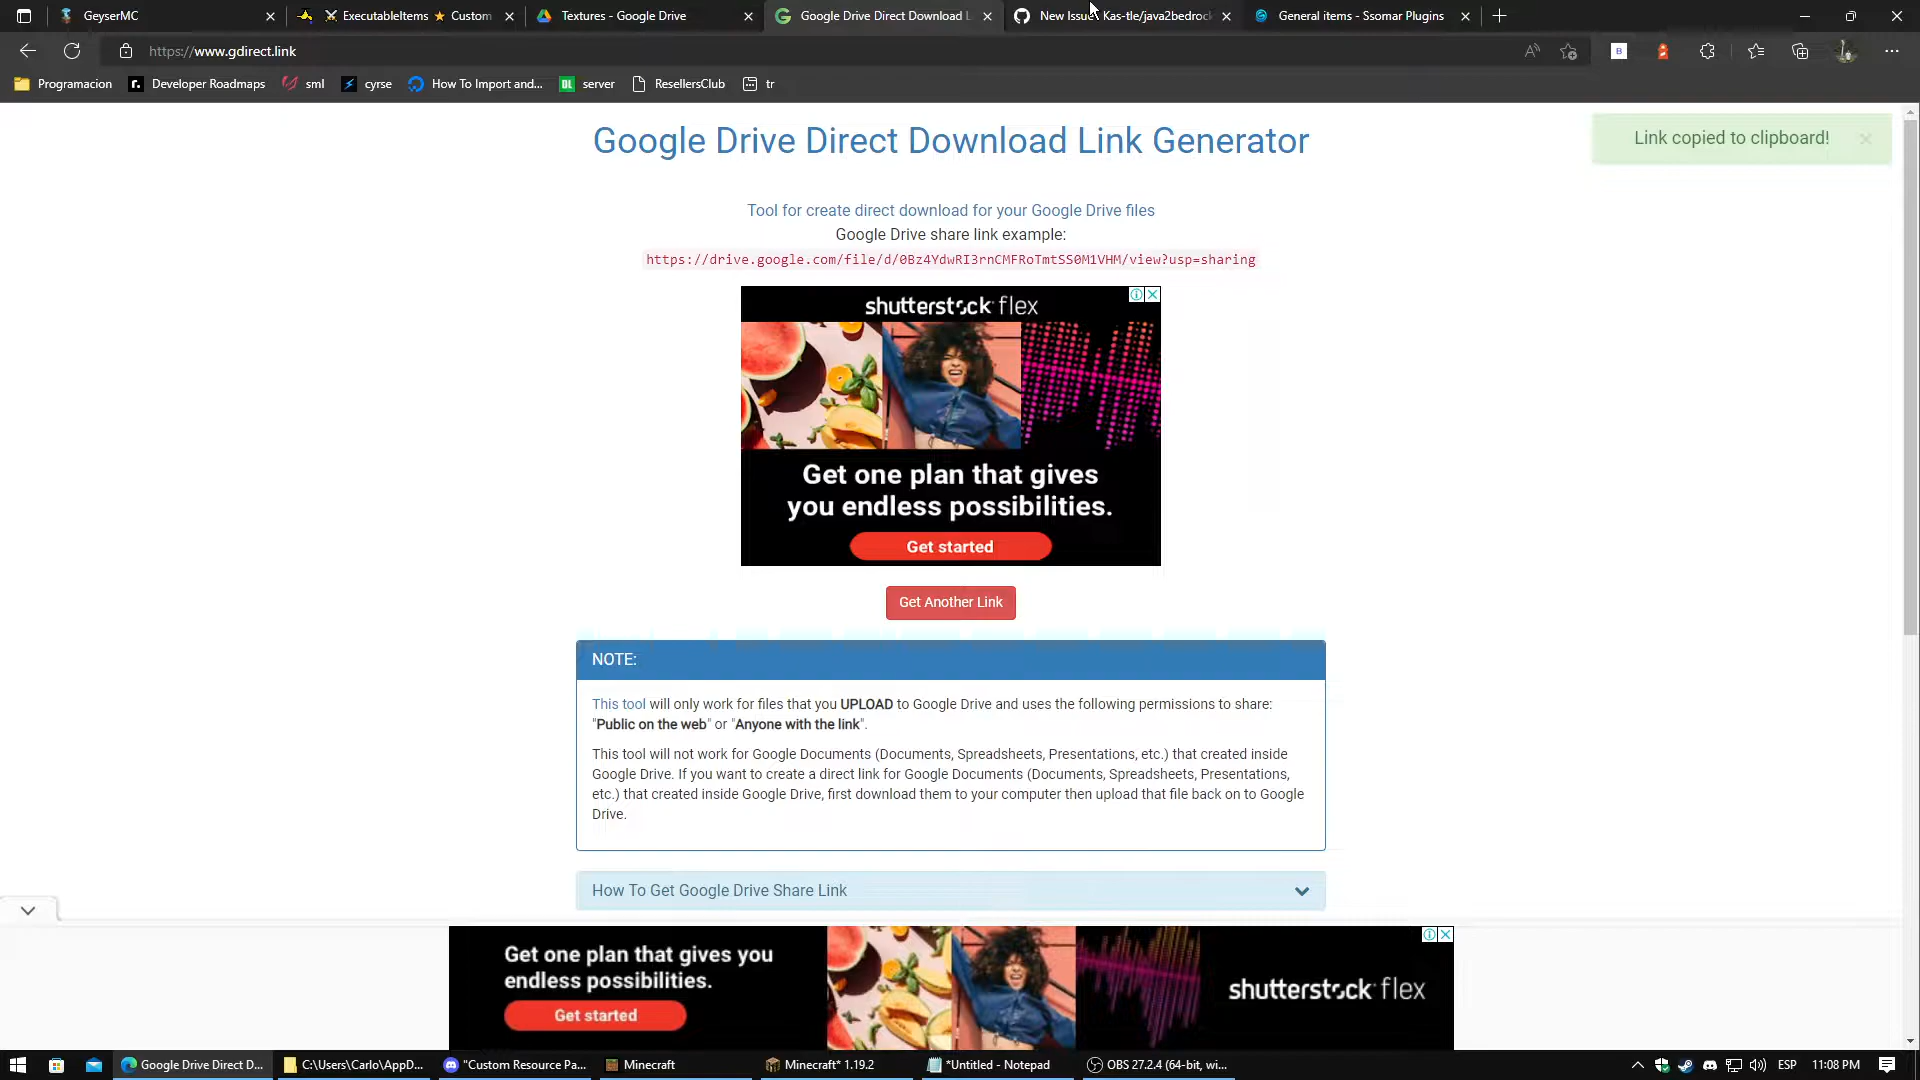 GeyserMC
ExecutableItems ★ Custom
Textures - Google Drive
Google Drive Direct Download L
New Issue · Kas-tle/java2bedrock
General items - Ssomar Plugins
https://www.gdirect.link
Programacion
Developer Roadmaps
sml
cyrse
How To Import and...
server
ResellersClub
tr
Google Drive Direct Download Link Generator
Link copied to clipboard!
Tool for create direct download for your Google Drive files
Google Drive share link example:
https://drive.google.com/file/d/0Bz4YdwRI3rnCMFRoTmtSS0M1VHM/view?usp=sharing
shutterstock flex
Get one plan that gives
you endless possibilities.
Get started
Get Another Link
NOTE:
This tool will only work for files that you UPLOAD to Google Drive and uses the following permissions to share:
"Public on the web" or "Anyone with the link".
This tool will not work for Google Documents (Documents, Spreadsheets, Presentations, etc.) that created inside
Google Drive. If you want to create a direct link for Google Documents (Documents, Spreadsheets, Presentations,
etc.) that created inside Google Drive, first download them to your computer then upload that file back on to Google
Drive.
How To Get Google Drive Share Link
Get one plan that gives you
endless possibilities.
Get started
shutterstock flex
Google Drive Direct D...
C:\Users\Carlo\AppD...
"Custom Resource Pa...
Minecraft
Minecraft* 1.19.2
*Untitled - Notepad
OBS 27.2.4 (64-bit, wi...
ESP
11:08 PM